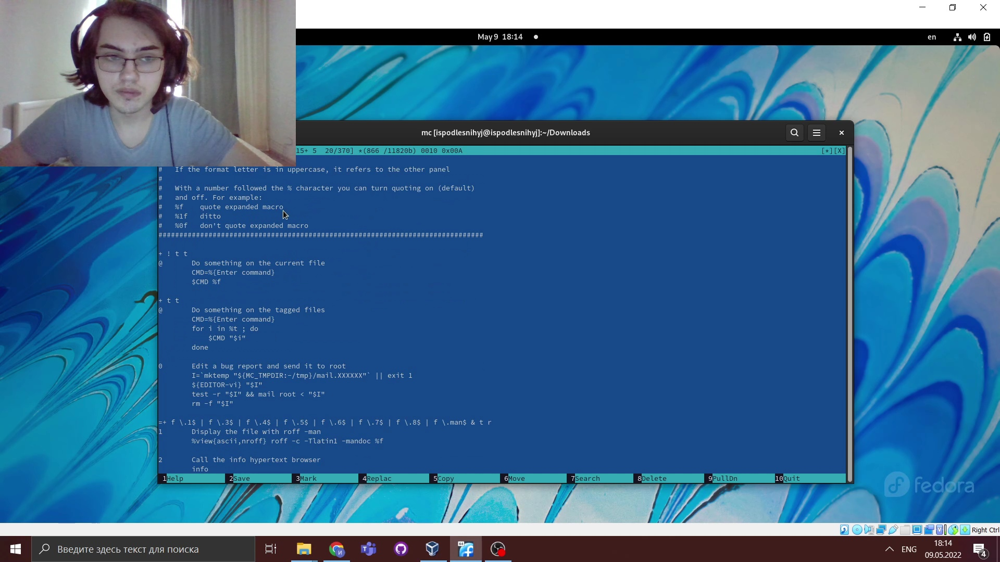 May 9 18:14
en
mc [ispodlesnihyj@ispodlesnihyj]:~/Downloads
15+ 5  20/370] *(866 /11820b) 0010 0x00A [*][X]
#   If the format letter is in uppercase, it refers to the other panel
#
#   With a number followed the % character you can turn quoting on (default)
#   and off. For example:
#   %f    quote expanded macro
#   %1f   ditto
#   %0f   don't quote expanded macro
##############################################################################
+ ! t t
@       Do something on the current file
        CMD=%{Enter command}
        $CMD %f
+ t t
@       Do something on the tagged files
        CMD=%{Enter command}
        for i in %t ; do
            $CMD "$i"
        done
0       Edit a bug report and send it to root
        I=`mktemp "${MC_TMPDIR:-/tmp}/mail.XXXXXX"` || exit 1
        ${EDITOR-vi} "$I"
        test -r "$I" && mail root < "$I"
        rm -f "$I"
=+ f \.1$ | f \.3$ | f \.4$ | f \.5$ | f \.6$ | f \.7$ | f \.8$ | f \.man$ & t r
1       Display the file with roff -man
        %view{ascii,nroff} roff -c -Tlatin1 -mandoc %f
2       Call the info hypertext browser
        info
1Help 2Save 3Mark 4Replac 5Copy 6Move 7Search 8Delete 9PullDn 10Quit
fedora
Right Ctrl
Введите здесь текст для поиска
64
ENG
18:14
09.05.2022
4